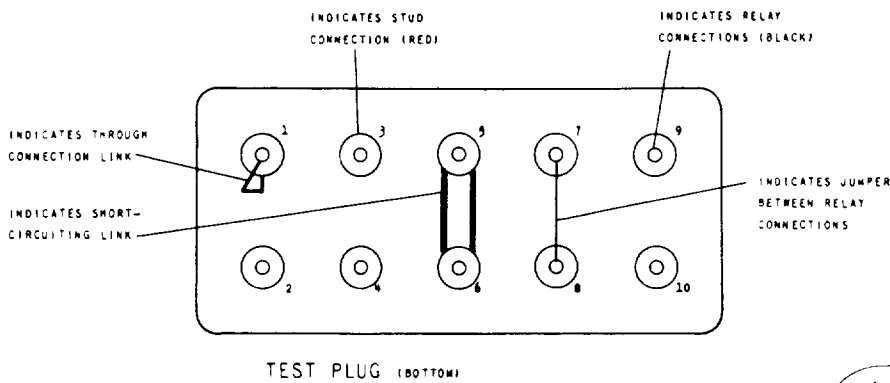 INDICATES STUD
CONNECTION (RED)
INDICATES RELAY
CONNECTIONS (BLACK)
INDICATES THROUGH
CONNECTION LINK
1
3
5
7
9
INDICATES SHORT-
CIRCUITING LINK
INDICATES JUMPER
BETWEEN RELAY
CONNECTIONS
2
4
6
8
10
TEST PLUG (BOTTOM)